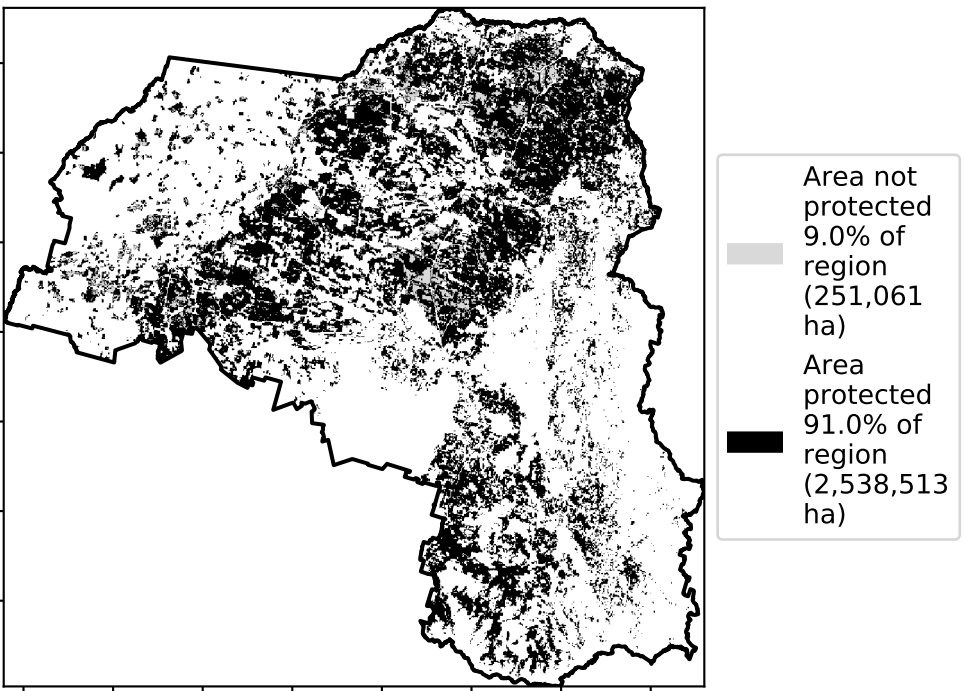 Area not
protected
9.0% of
region
(251,061
ha)
Area
protected
91.0% of
region
(2,538,513
ha)